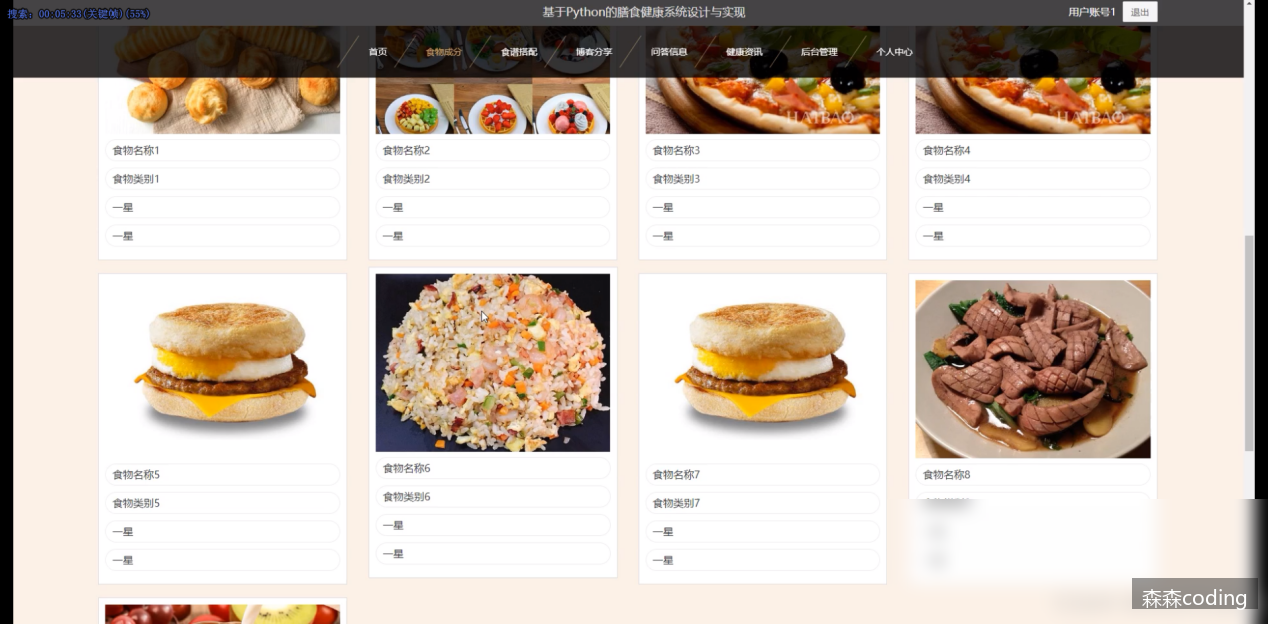 搜索: 00:05:33(关键帧)(55%)
基于Python的膳食健康系统设计与实现
用户账号1
退出
首页 食物成分 食谱搭配 博客分享 问答信息 健康资讯 后台管理 个人中心
HAIBAO
HAIBAO
食物名称1 食物名称2 食物名称3 食物名称4
食物类别1 食物类别2 食物类别3 食物类别4
一星 一星 一星 一星
一星 一星 一星 一星
食物名称5 食物名称6 食物名称7 食物名称8
食物类别5 食物类别6 食物类别7
一星 一星 一星
一星 一星 一星
森森coding